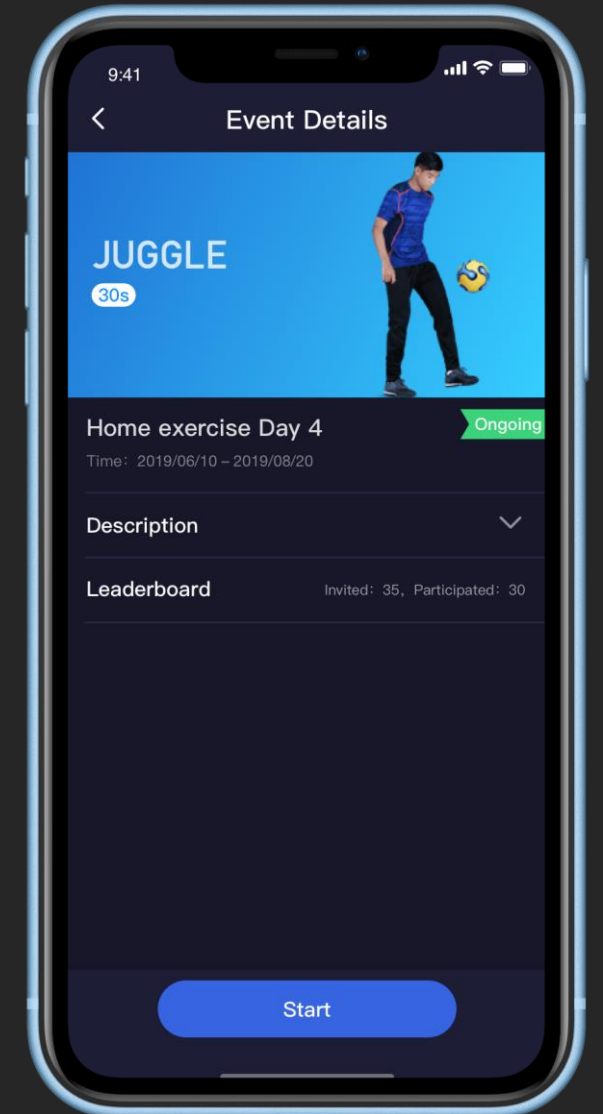 9:41
Event Details
JUGGLE
30s
Home exercise Day 4
Ongoing
Time: 2019/06/10 – 2019/08/20
Description
Leaderboard
Invited: 35, Participated: 30
Start